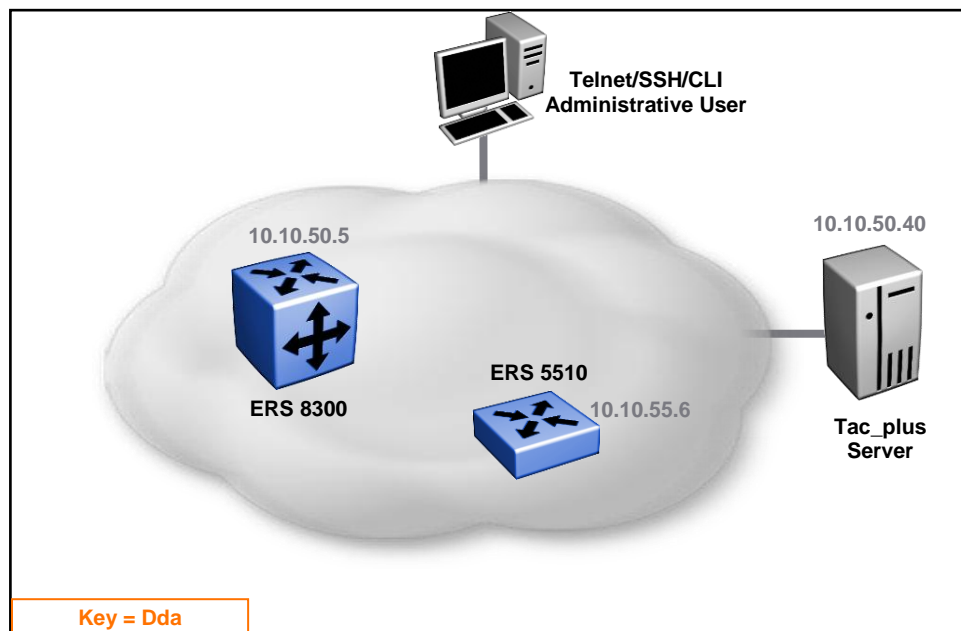 Telnet/SSH/CLI
Administrative User
10.10.50.5
10.10.50.40
ERS 8300
ERS 5510
10.10.55.6
Tac_plus
Server
Key = Dda